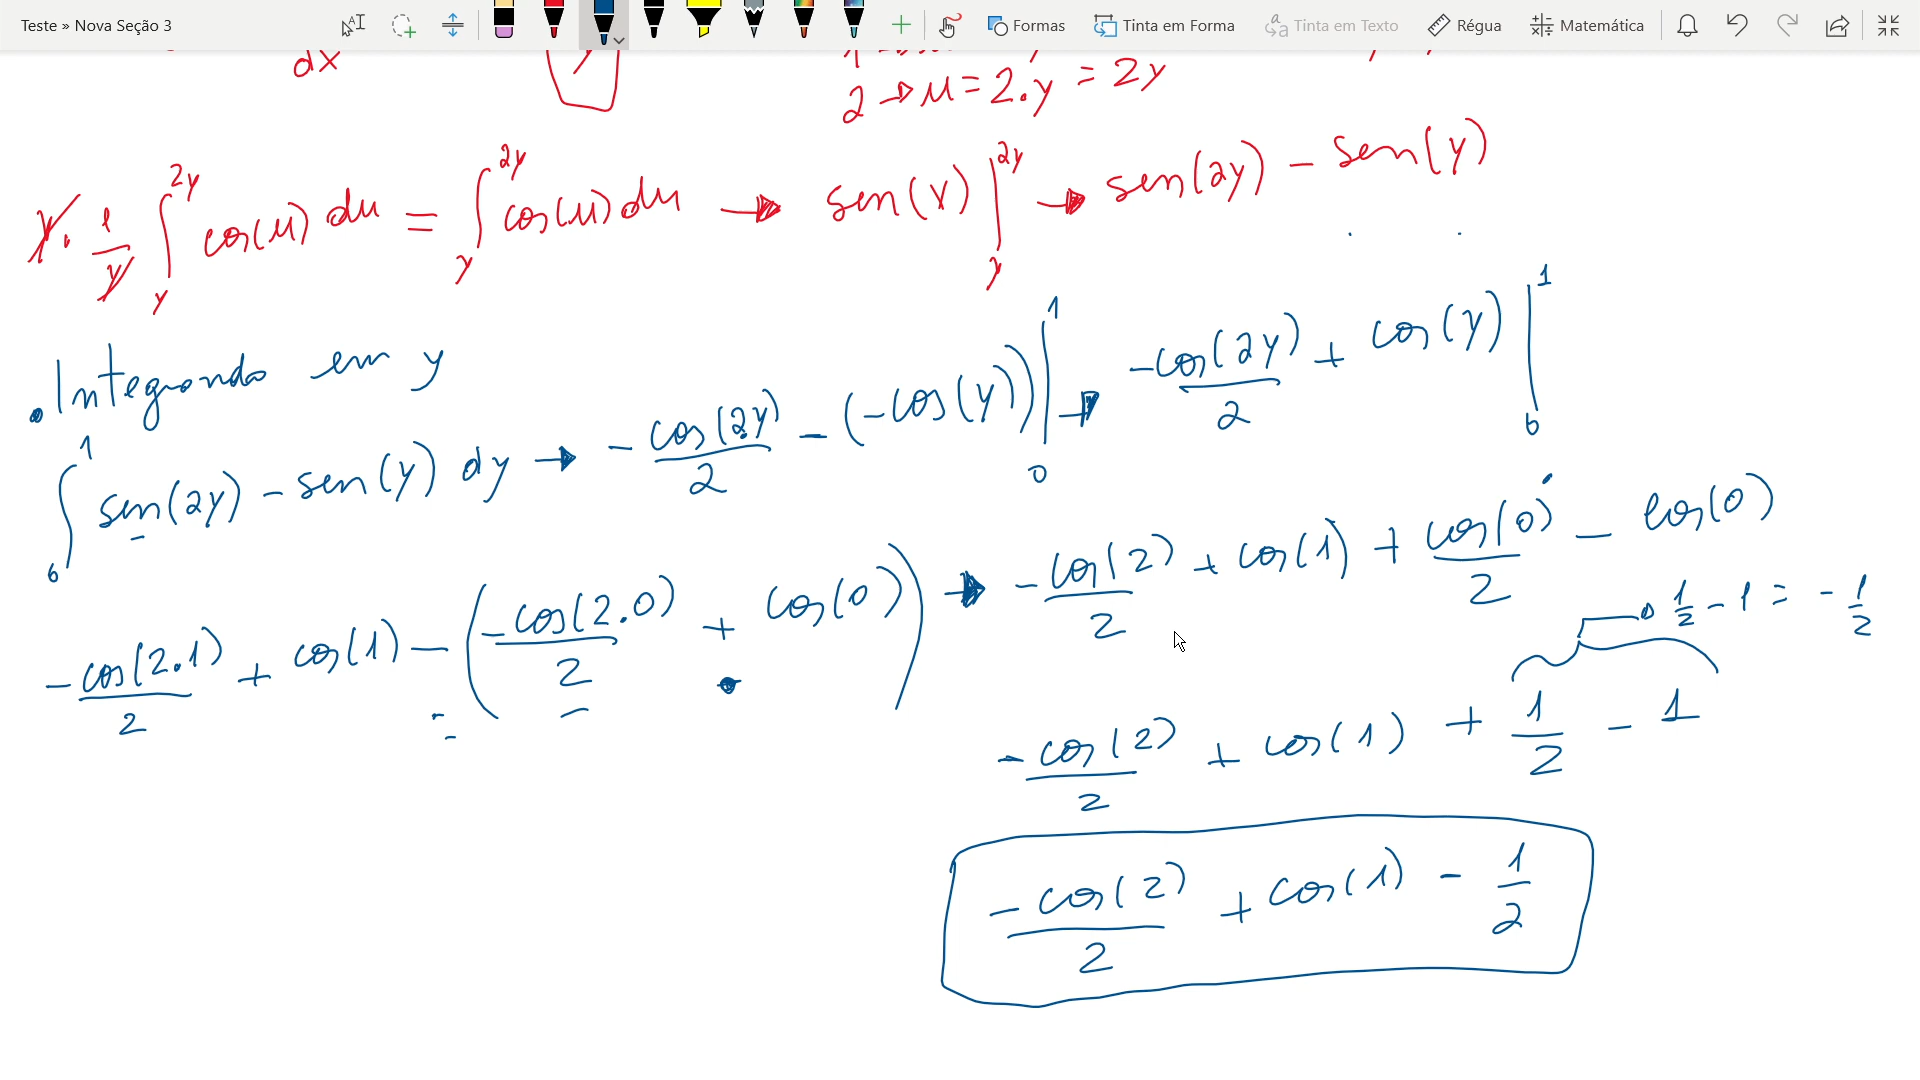 Teste » Nova Seção 3
Formas
Tinta em Forma
Tinta em Texto
Régua
Matemática
dx
2 → u = 2.y = 2y
y. 1/y ∫_y^{2y} cos(u) du = ∫_y^{2y} cos(u) du → sen(x) |_y^{2y} → sen(2y) - sen(y)
• Integrando em y
∫_0^1 sen(2y) - sen(y) dy → - cos(2y)/2 - (-cos(y)) |_0^1 → -cos(2y)/2 + cos(y) |_0^1
-cos(2.1)/2 + cos(1) - (-cos(2.0)/2 + cos(0)) → -cos(2)/2 + cos(1) + cos(0)/2 - cos(0)
1/2 - 1 = -1/2
-cos(2)/2 + cos(1) + 1/2 - 1
-cos(2)/2 + cos(1) - 1/2